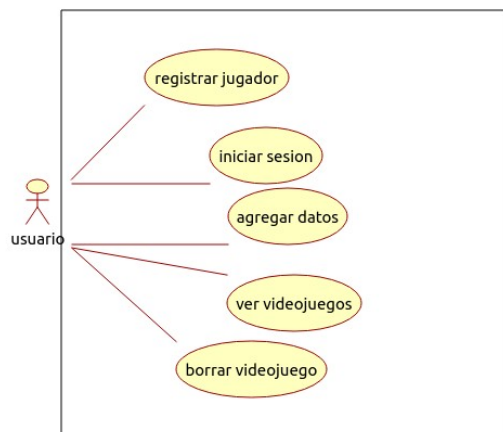 registrar jugador
iniciar sesion
agregar datos
usuario
ver videojuegos
borrar videojuego